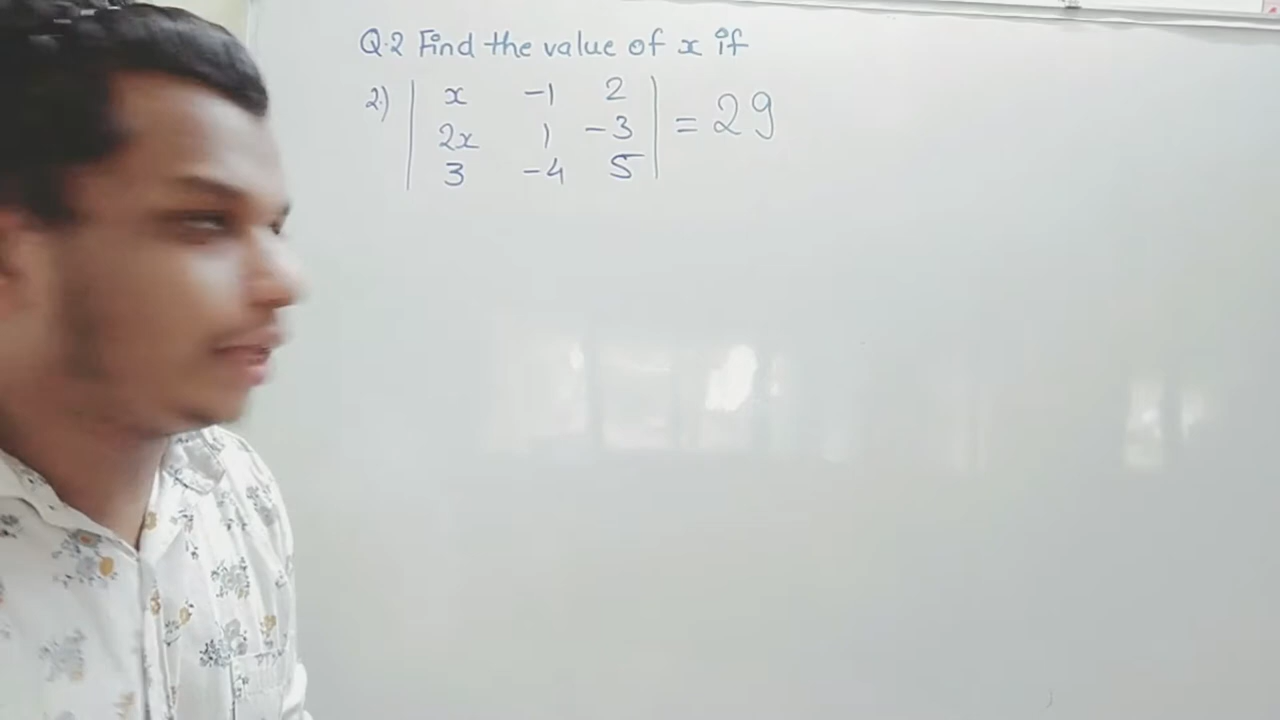 Q.2 Find the value of x if
2.) | x -1 2 | = 29
| 2x 1 -3 |
| 3 -4 5 |